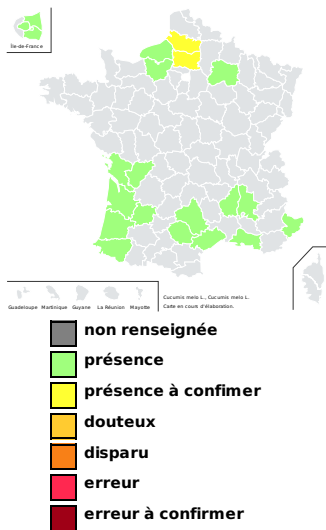 Île-de-France
Guadeloupe Martinique Guyane La Réunion Mayotte
Cucumis melo L., Cucumis melo L.
Carte en cours d'élaboration.
non renseignée
présence
présence à confimer
douteux
disparu
erreur
erreur à confirmer